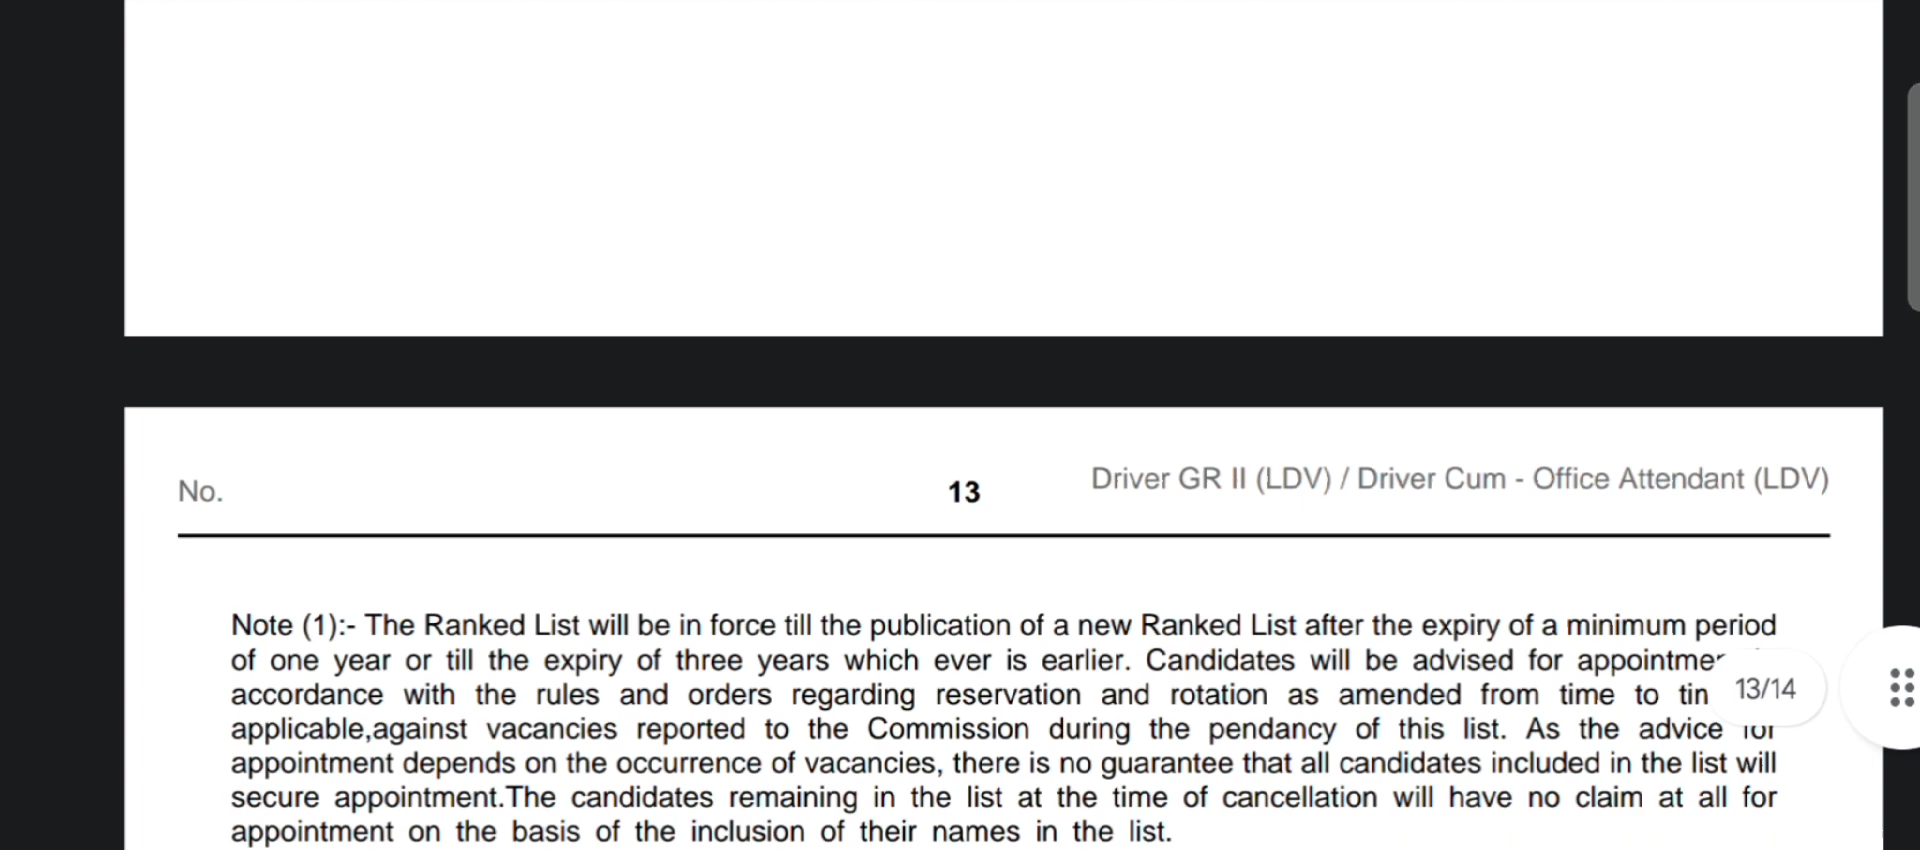 No.
13
Driver GR II (LDV) / Driver Cum - Office Attendant (LDV)
Note (1):- The Ranked List will be in force till the publication of a new Ranked List after the expiry of a minimum period
of one year or till the expiry of three years which ever is earlier. Candidates will be advised for
accordance with the rules and orders regarding reservation and rotation as amended from time to
13/14
applicable,against vacancies reported to the Commission during the pendancy of this list. As the advice for
appointment depends on the occurrence of vacancies, there is no guarantee that all candidates included in the list will
secure appointment.The candidates remaining in the list at the time of cancellation will have no claim at all for
appointment on the basis of the inclusion of their names in the list.